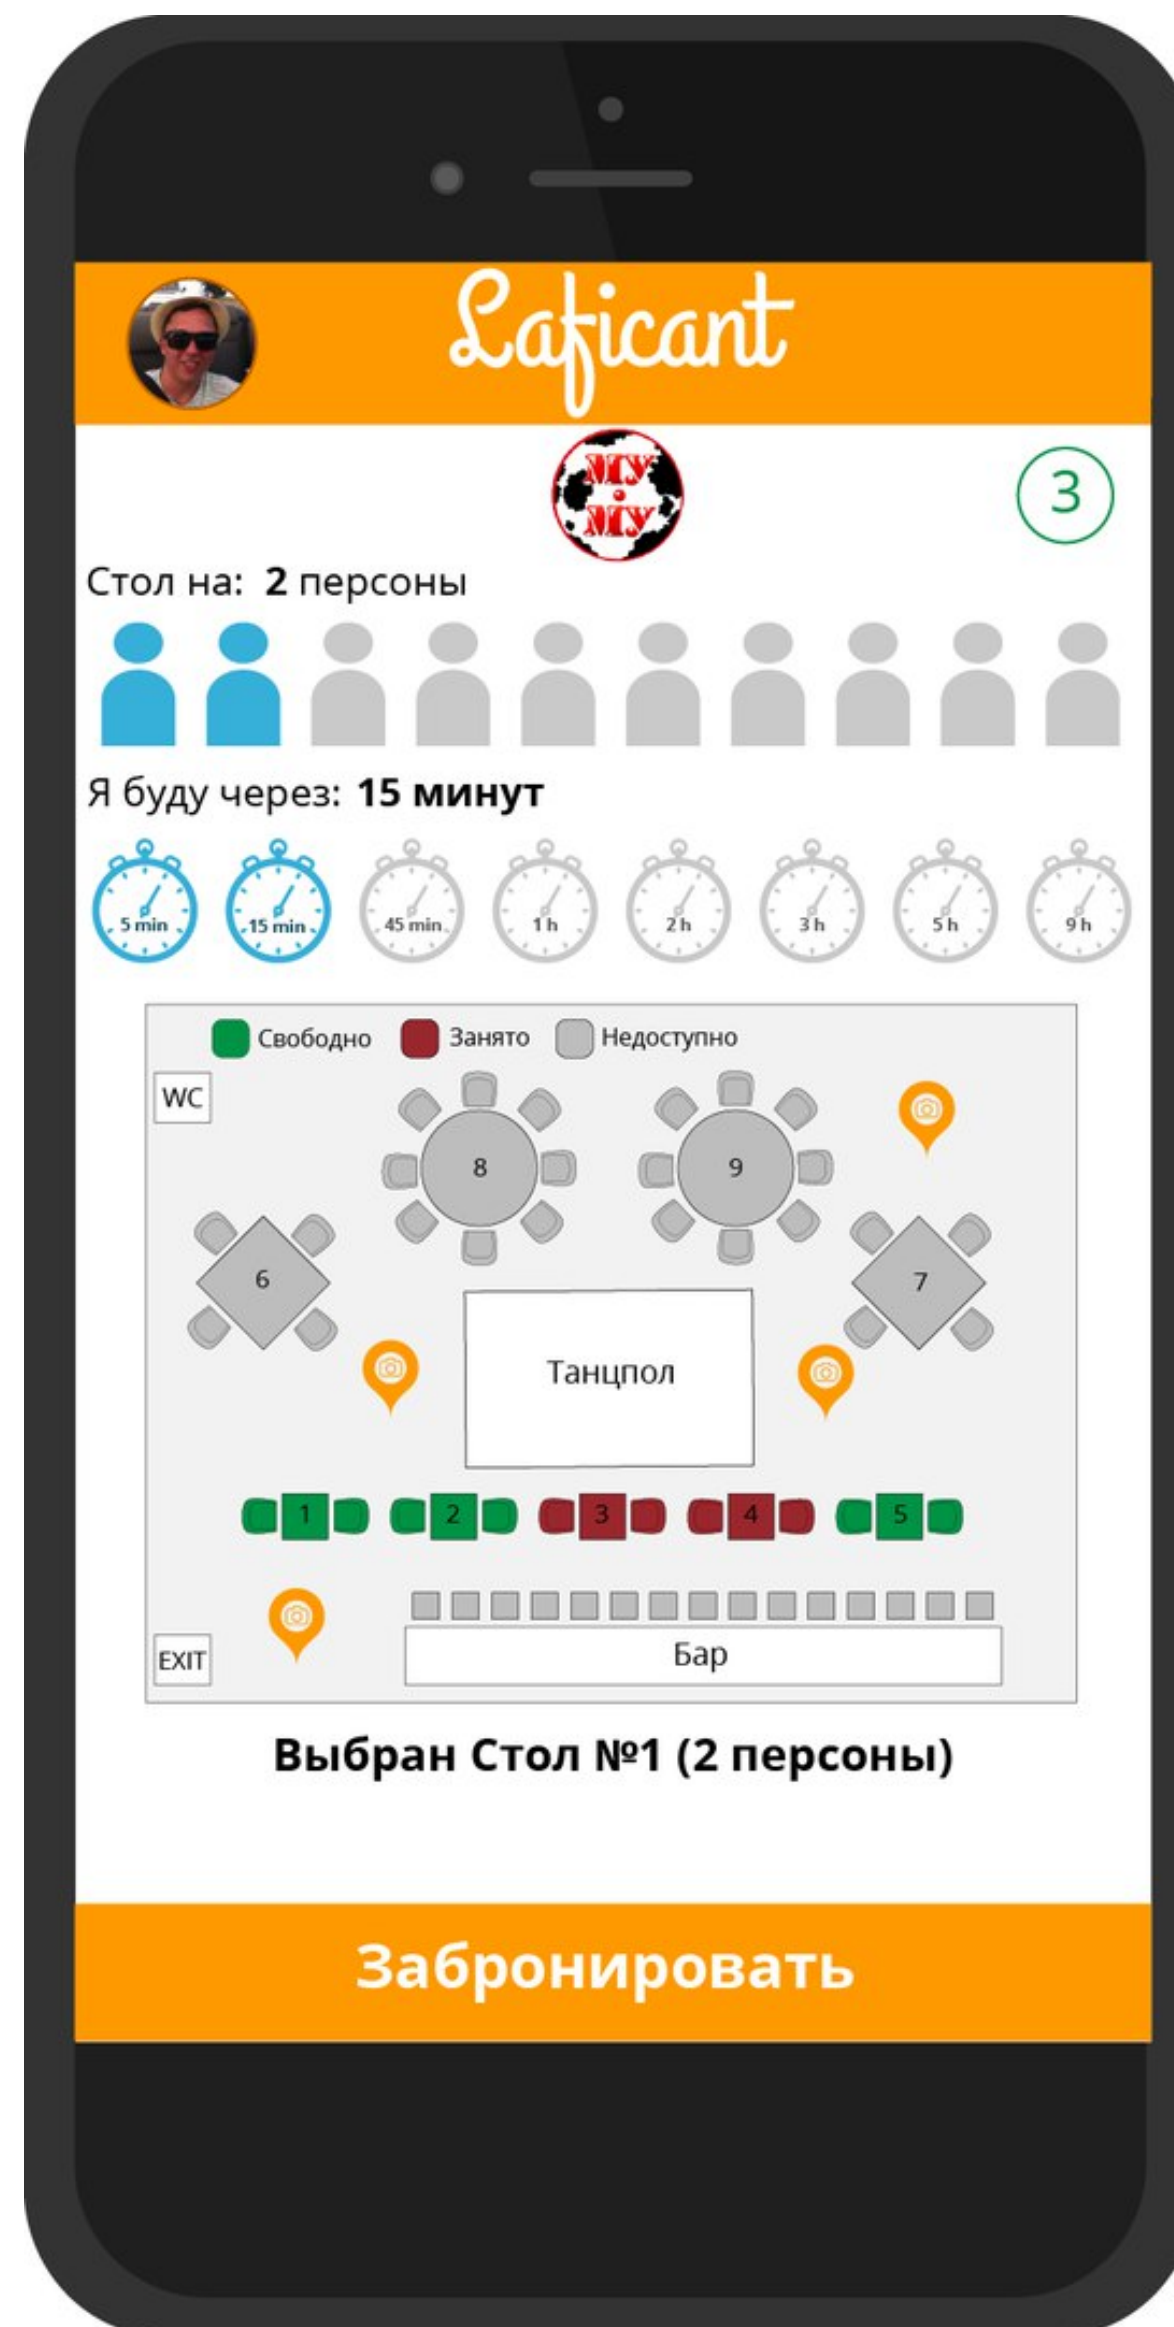 Laficant
МУ
МУ
3
Стол на: 2 персоны
Я буду через: 15 минут
5 min 15 min 45 min 1 h 2 h 3 h 5 h 9 h
Свободно Занято Недоступно
WC
8 9
6 7
Танцпол
1 2 3 4 5
EXIT Бар
Выбран Стол №1 (2 персоны)
Забронировать